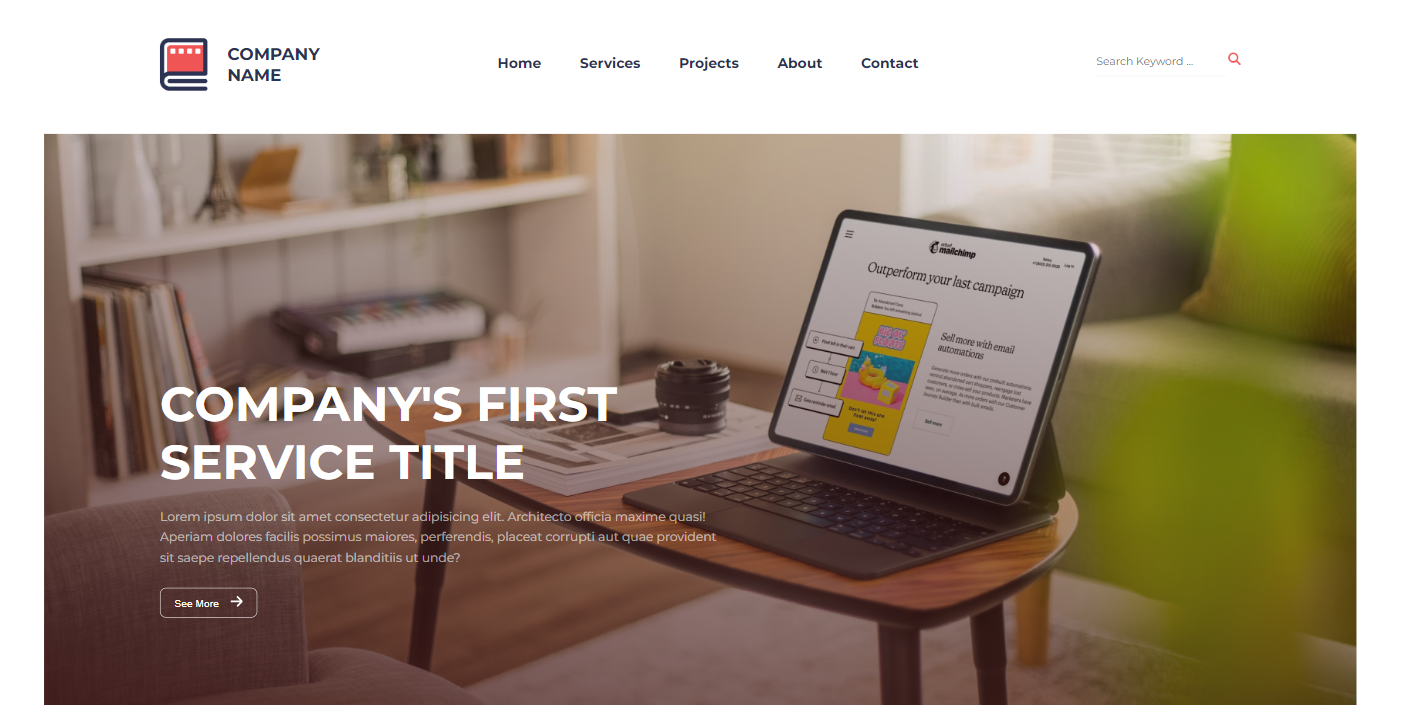 COMPANY
NAME
Home Services Projects About Contact
Search Keyword ...
mailchimp
Outperform your last campaign
Sell more with email
automations
COMPANY'S FIRST
SERVICE TITLE
Lorem ipsum dolor sit amet consectetur adipisicing elit. Architecto officia maxime quasi!
Aperiam dolores facilis possimus maiores, perferendis, placeat corrupti aut quae provident
sit saepe repellendus quaerat blanditiis ut unde?
See More